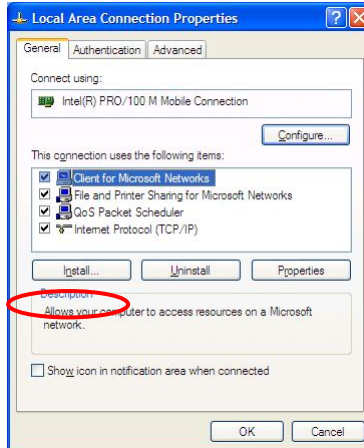 Local Area Connection Properties
General Authentication Advanced
Connect using:
Intel(R) PRO/100 M Mobile Connection
Configure...
This connection uses the following items:
Client for Microsoft Networks
File and Printer Sharing for Microsoft Networks
QoS Packet Scheduler
Internet Protocol (TCP/IP)
Install... Uninstall Properties
Description
Allows your computer to access resources on a Microsoft
network.
Show icon in notification area when connected
OK Cancel